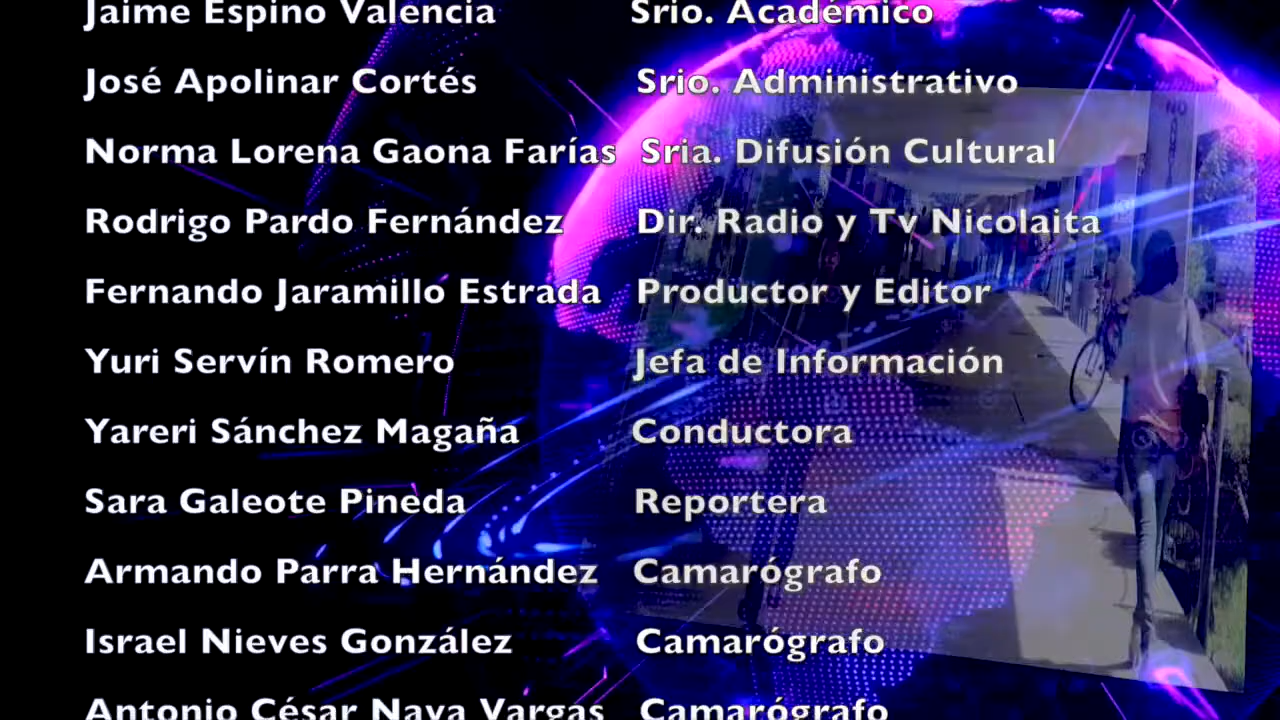 Jaime Espino Valencia Srio. Académico
José Apolinar Cortés Srio. Administrativo
Norma Lorena Gaona Farías Sria. Difusión Cultural
Rodrigo Pardo Fernández Dir. Radio y Tv Nicolaita
Fernando Jaramillo Estrada Productor y Editor
Yuri Servín Romero Jefa de Información
Yareri Sánchez Magaña Conductora
Sara Galeote Pineda Reportera
Armando Parra Hernández Camarógrafo
Israel Nieves González Camarógrafo
Antonio César Nava Vargas Camarógrafo